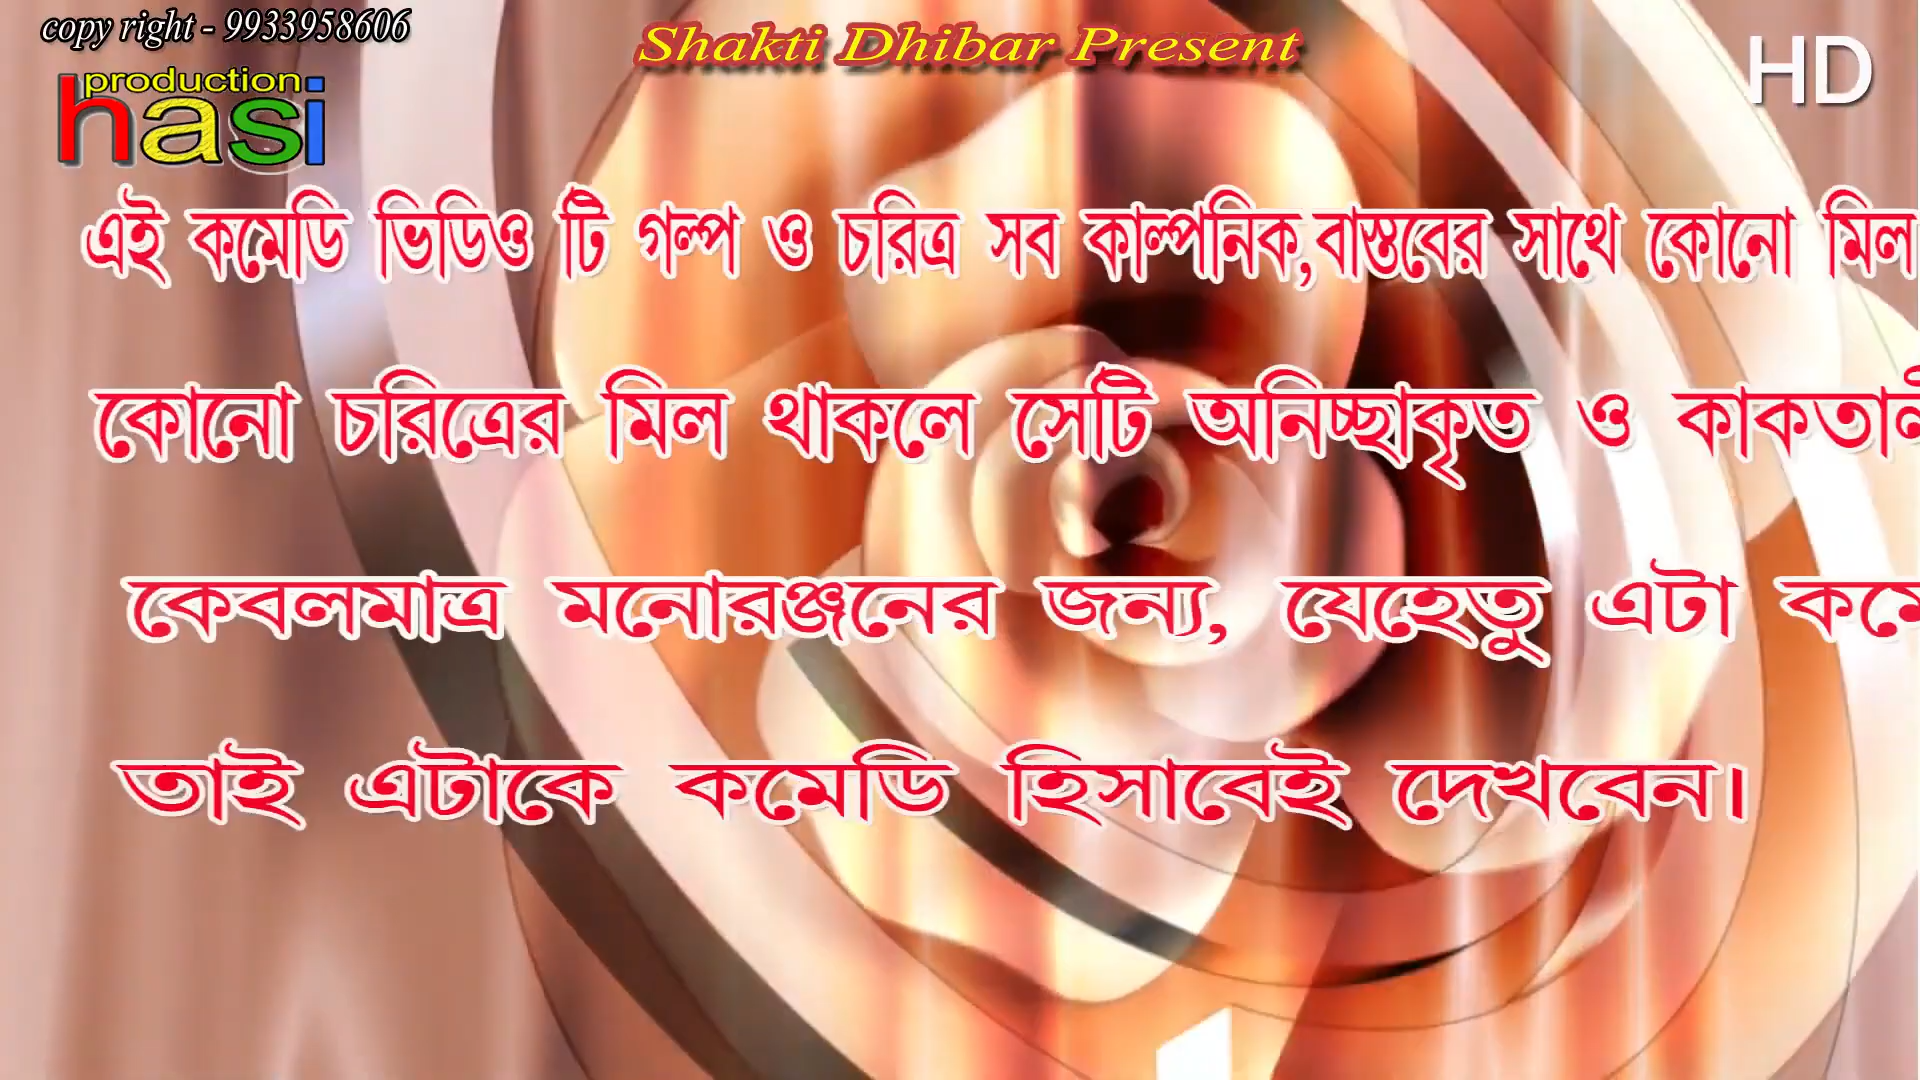 copy right - 9933958606
Shakti Dhibar Present
HD
production
hasi
এই কমেডি ভিডিও টি গল্প ও চরিত্র সব কাল্পনিক,বাস্তবের সাথে কোনো মিল
কোনো চরিত্রের মিল থাকলে সেটি অনিচ্ছাকৃত ও
কেবলমাত্র মনোরঞ্জনের জন্য, যেহেতু এটা
তাই এটাকে কমেডি হিসাবেই দেখবেন।